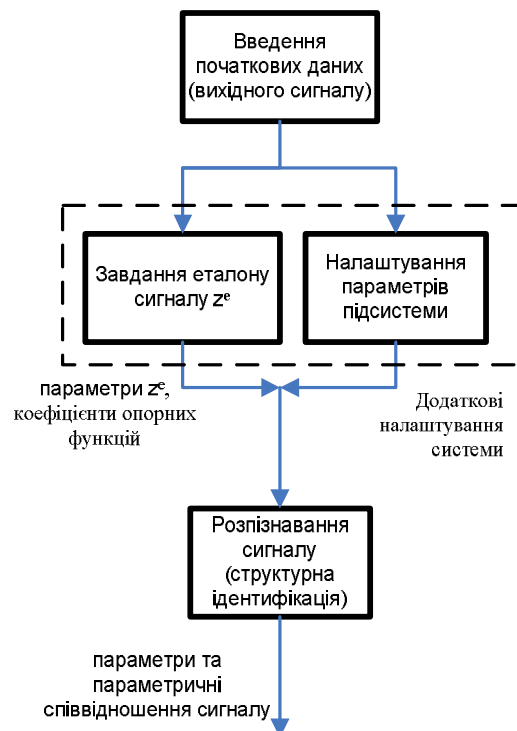 Введення
початкових даних
(вихідного сигналу)
Завдання еталону
сигналу zᵉ
Налаштування
параметрів
підсистеми
параметри zᵉ,
коефіцієнти опорних
функцій
Додаткові
налаштування
системи
Розпізнавання
сигналу
(структурна
ідентифікація)
параметри та
параметричні
співвідношення сигналу